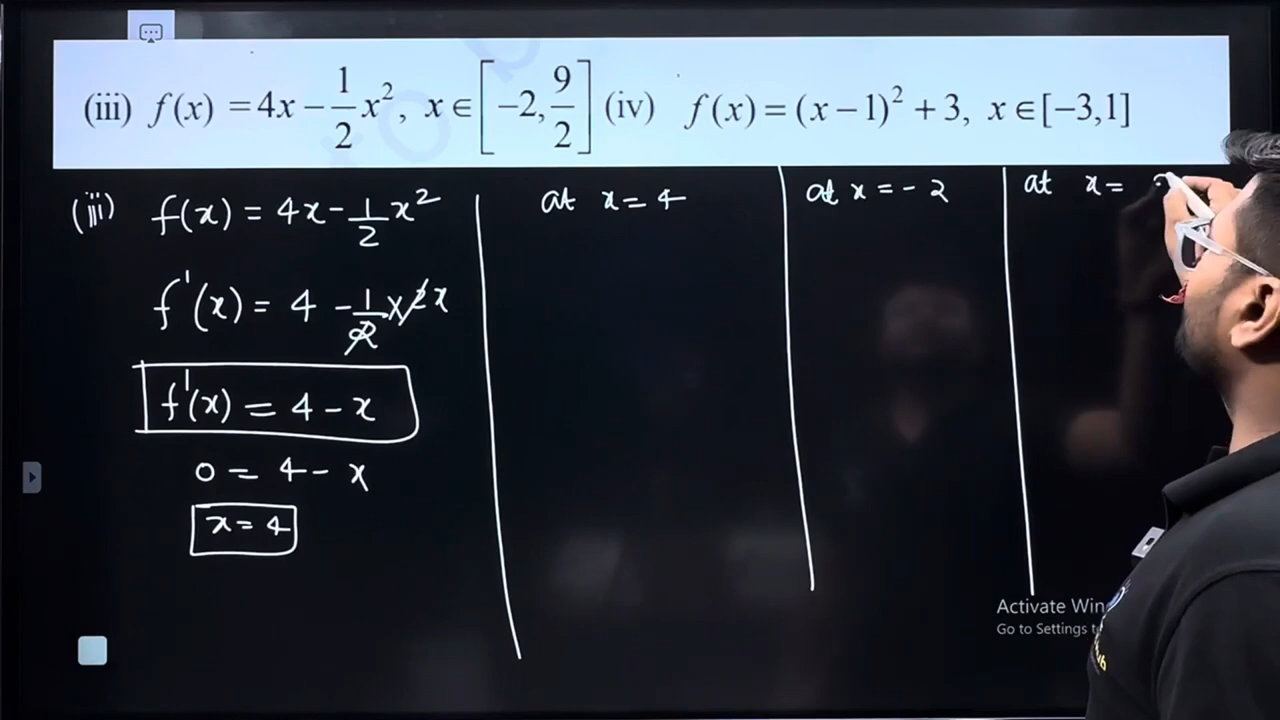 (iii) f(x) = 4x − 1/2 x², x ∈ [−2, 9/2] (iv) f(x) = (x − 1)² + 3, x ∈ [−3, 1]
(iii) f(x) = 4x − 1/2 x²
f'(x) = 4 − 1/2 × 2x
f'(x) = 4 − x
0 = 4 − x
x = 4
at x = 4
at x = −2
at x =
Activate Win
Go to Settings t